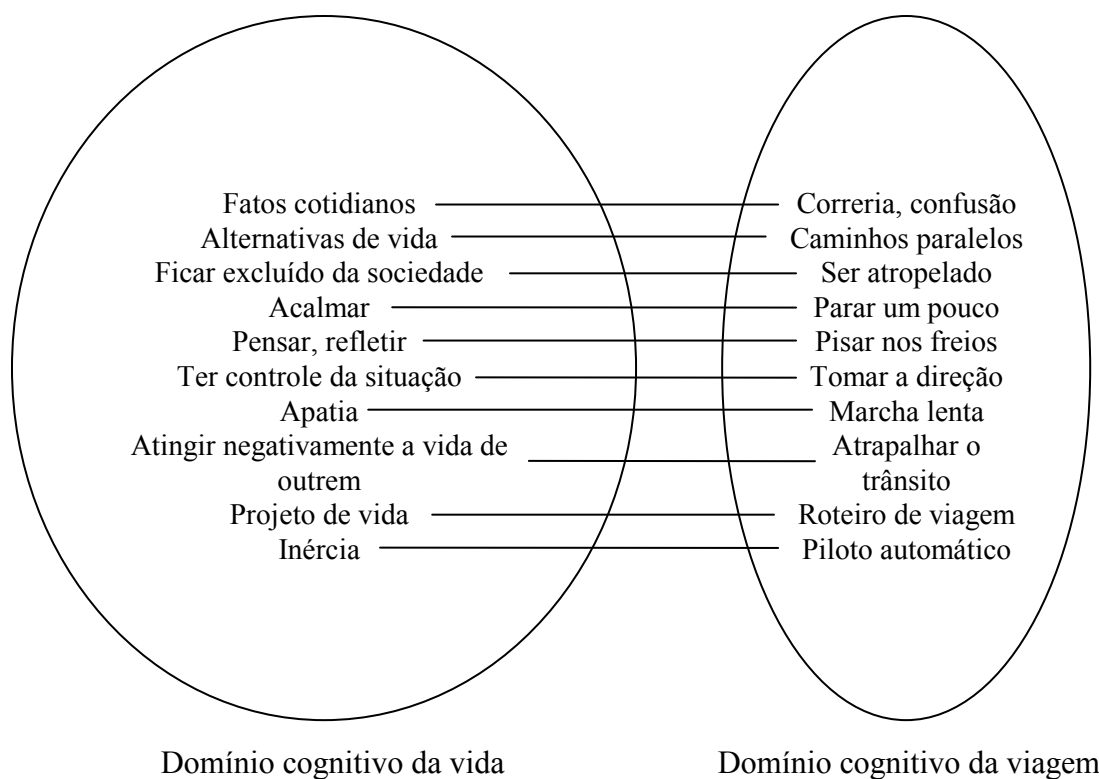 Fatos cotidianos Correria, confusão
Alternativas de vida Caminhos paralelos
Ficar excluído da sociedade Ser atropelado
Acalmar Parar um pouco
Pensar, refletir Pisar nos freios
Ter controle da situação Tomar a direção
Apatia Marcha lenta
Atingir negativamente a vida de Atrapalhar o
outrem trânsito
Projeto de vida Roteiro de viagem
Inércia Piloto automático
Domínio cognitivo da vida Domínio cognitivo da viagem